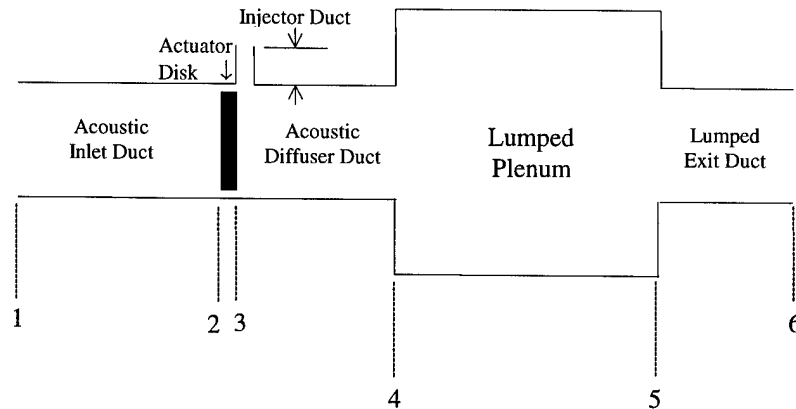 Injector Duct
Actuator
Disk
Acoustic
Inlet Duct
Acoustic
Diffuser Duct
Lumped
Plenum
Lumped
Exit Duct
1
2
3
4
5
6